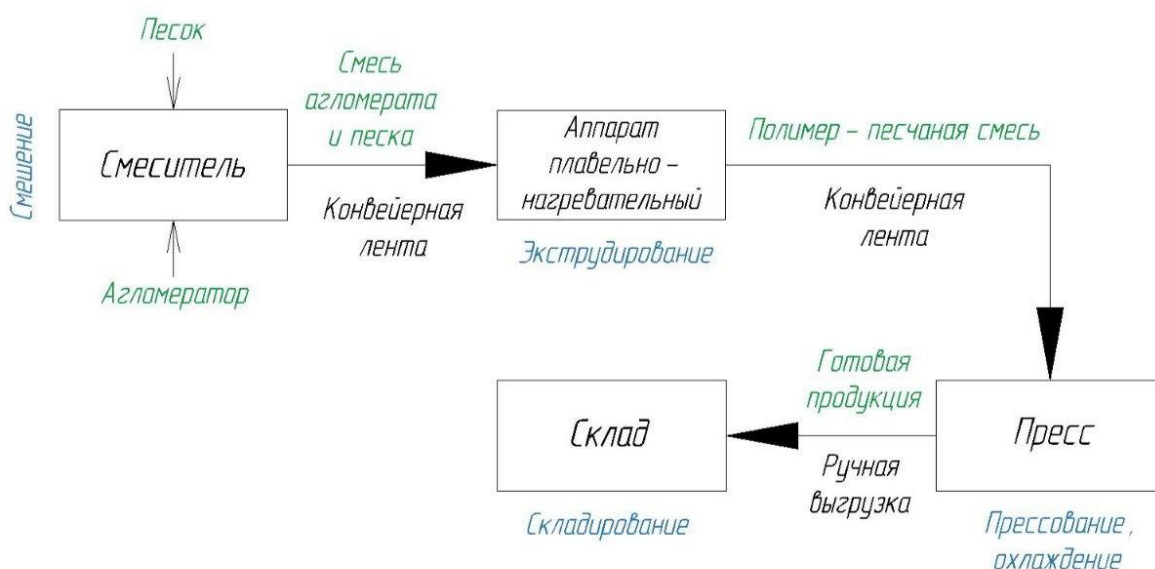 Песок
Смешение
Смеситель
Агломератор
Смесь
агломерата
и песка
Конвейерная
лента
Аппарат
плавельно –
нагревательный
Экструдирование
Полимер – песчаная смесь
Конвейерная
лента
Пресс
Прессование,
охлаждение
Готовая
продукция
Ручная
выгрузка
Склад
Складирование